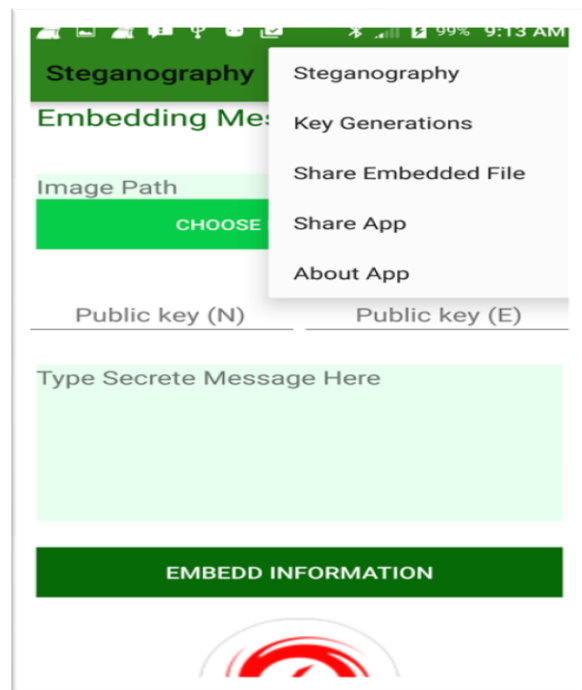 99% 9:13 AM
Steganography
Steganography
Embedding Mes
Key Generations
Share Embedded File
Image Path
CHOOSE
Share App
About App
Public key (N) Public key (E)
Type Secrete Message Here
EMBEDD INFORMATION